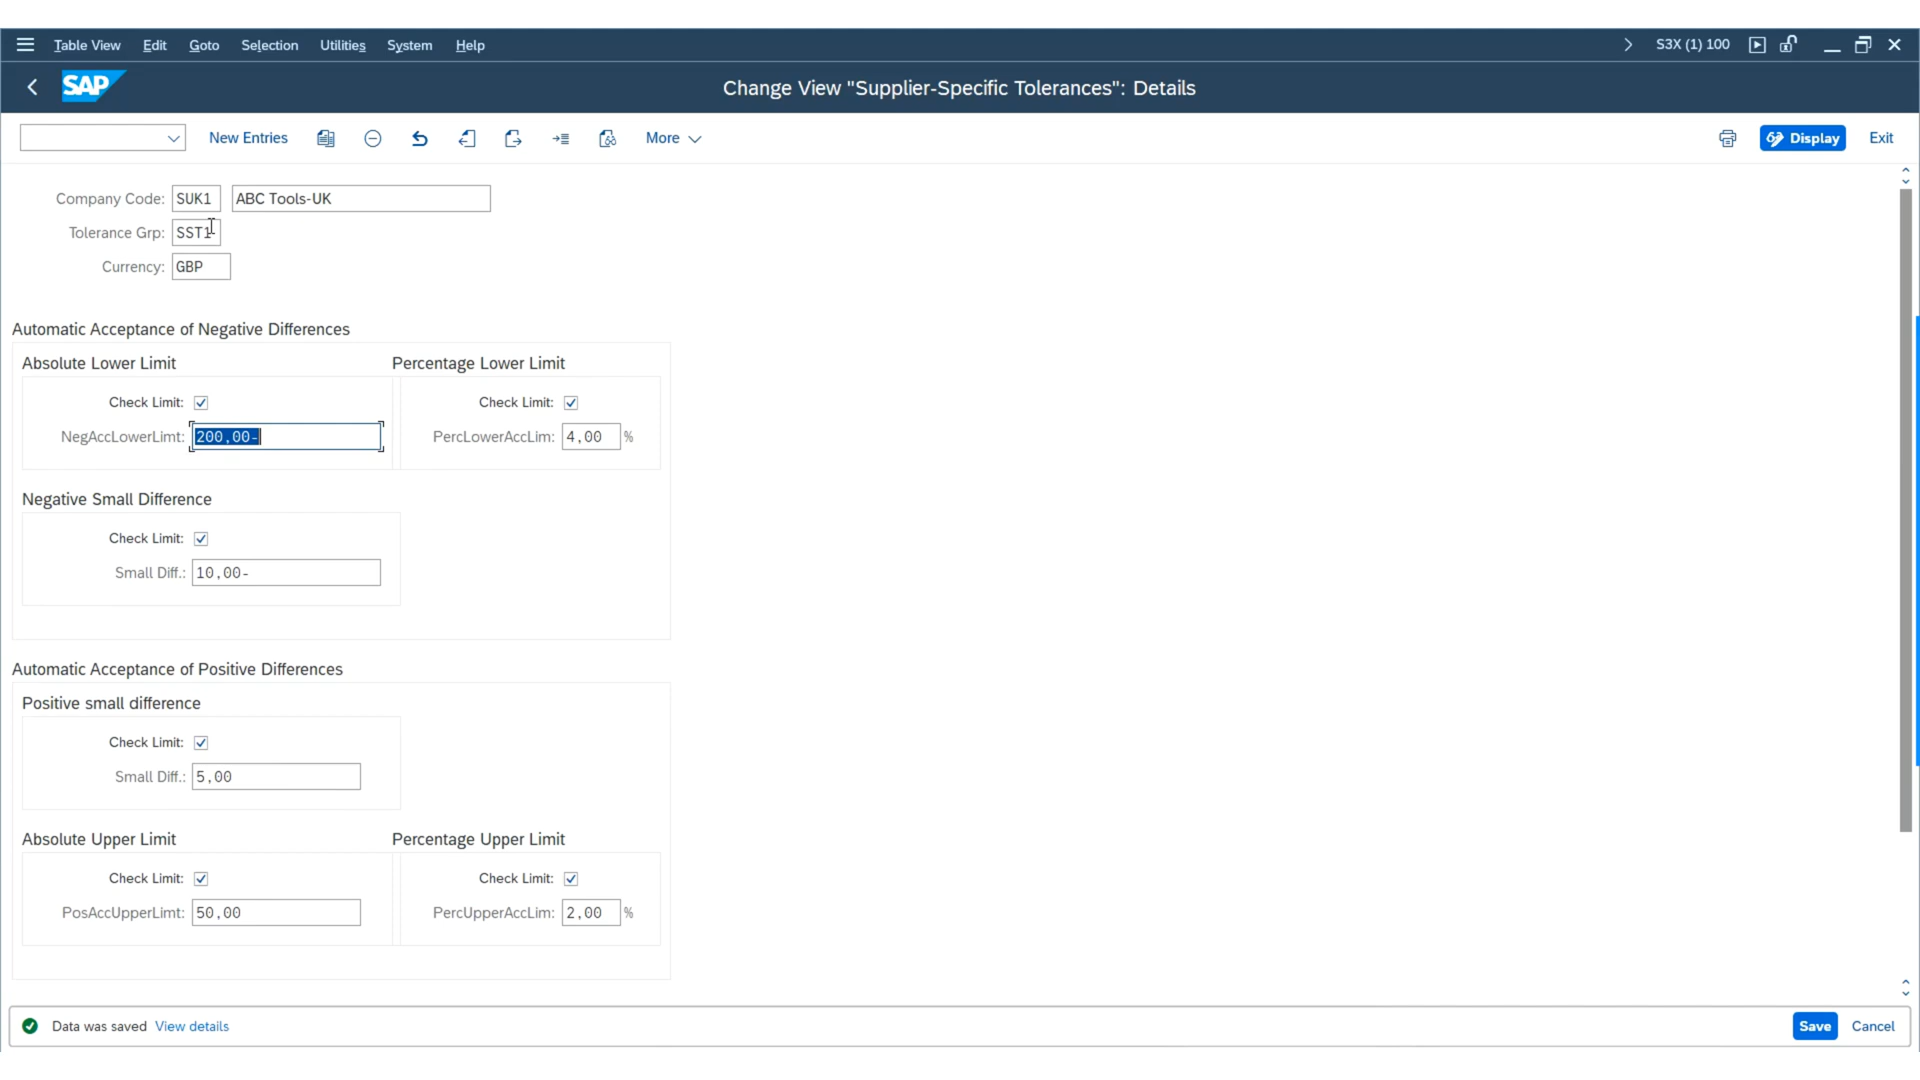 Table View Edit Goto Selection Utilities System Help S3X (1) 100
SAP Change View "Supplier-Specific Tolerances": Details
New Entries More Display Exit
Company Code: SUK1 ABC Tools-UK
Tolerance Grp: SST1
Currency: GBP
Automatic Acceptance of Negative Differences
Absolute Lower Limit Percentage Lower Limit
Check Limit: Check Limit:
NegAccLowerLimt: 200,00- PercLowerAccLim: 4,00 %
Negative Small Difference
Check Limit:
Small Diff.: 10,00-
Automatic Acceptance of Positive Differences
Positive small difference
Check Limit:
Small Diff.: 5,00
Absolute Upper Limit Percentage Upper Limit
Check Limit: Check Limit:
PosAccUpperLimt: 50,00 PercUpperAccLim: 2,00 %
Data was saved View details Save Cancel